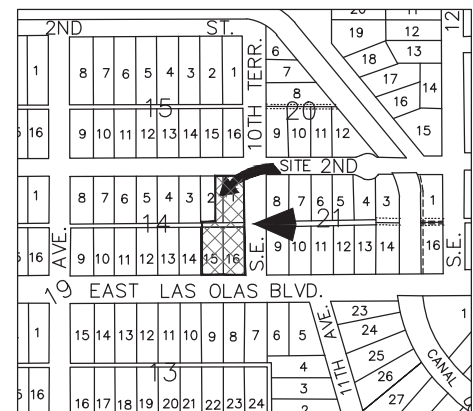 2ND ST.
20 11 12
19 12
1 8 7 6 5 4 3 2 1 6 18 13
7 17 14
8 16
15 20
16 9 10 11 12 13 14 15 16 10TH TERR. 9 10 11 12 15
SITE 2ND
1 8 7 6 5 4 3 2 1 8 7 6 5 4 3 1
14 21
16 AVE. 9 10 11 12 13 14 15 16 S.E. 9 10 11 12 13 14 16 S.E.
19 EAST LAS OLAS BLVD.
1 15 14 13 12 11 10 9 8 7 6 5 11TH AVE. 23 1
24
13 4 25 CANAL
3 26
16 16 17 18 19 20 21 22 23 24 2 27